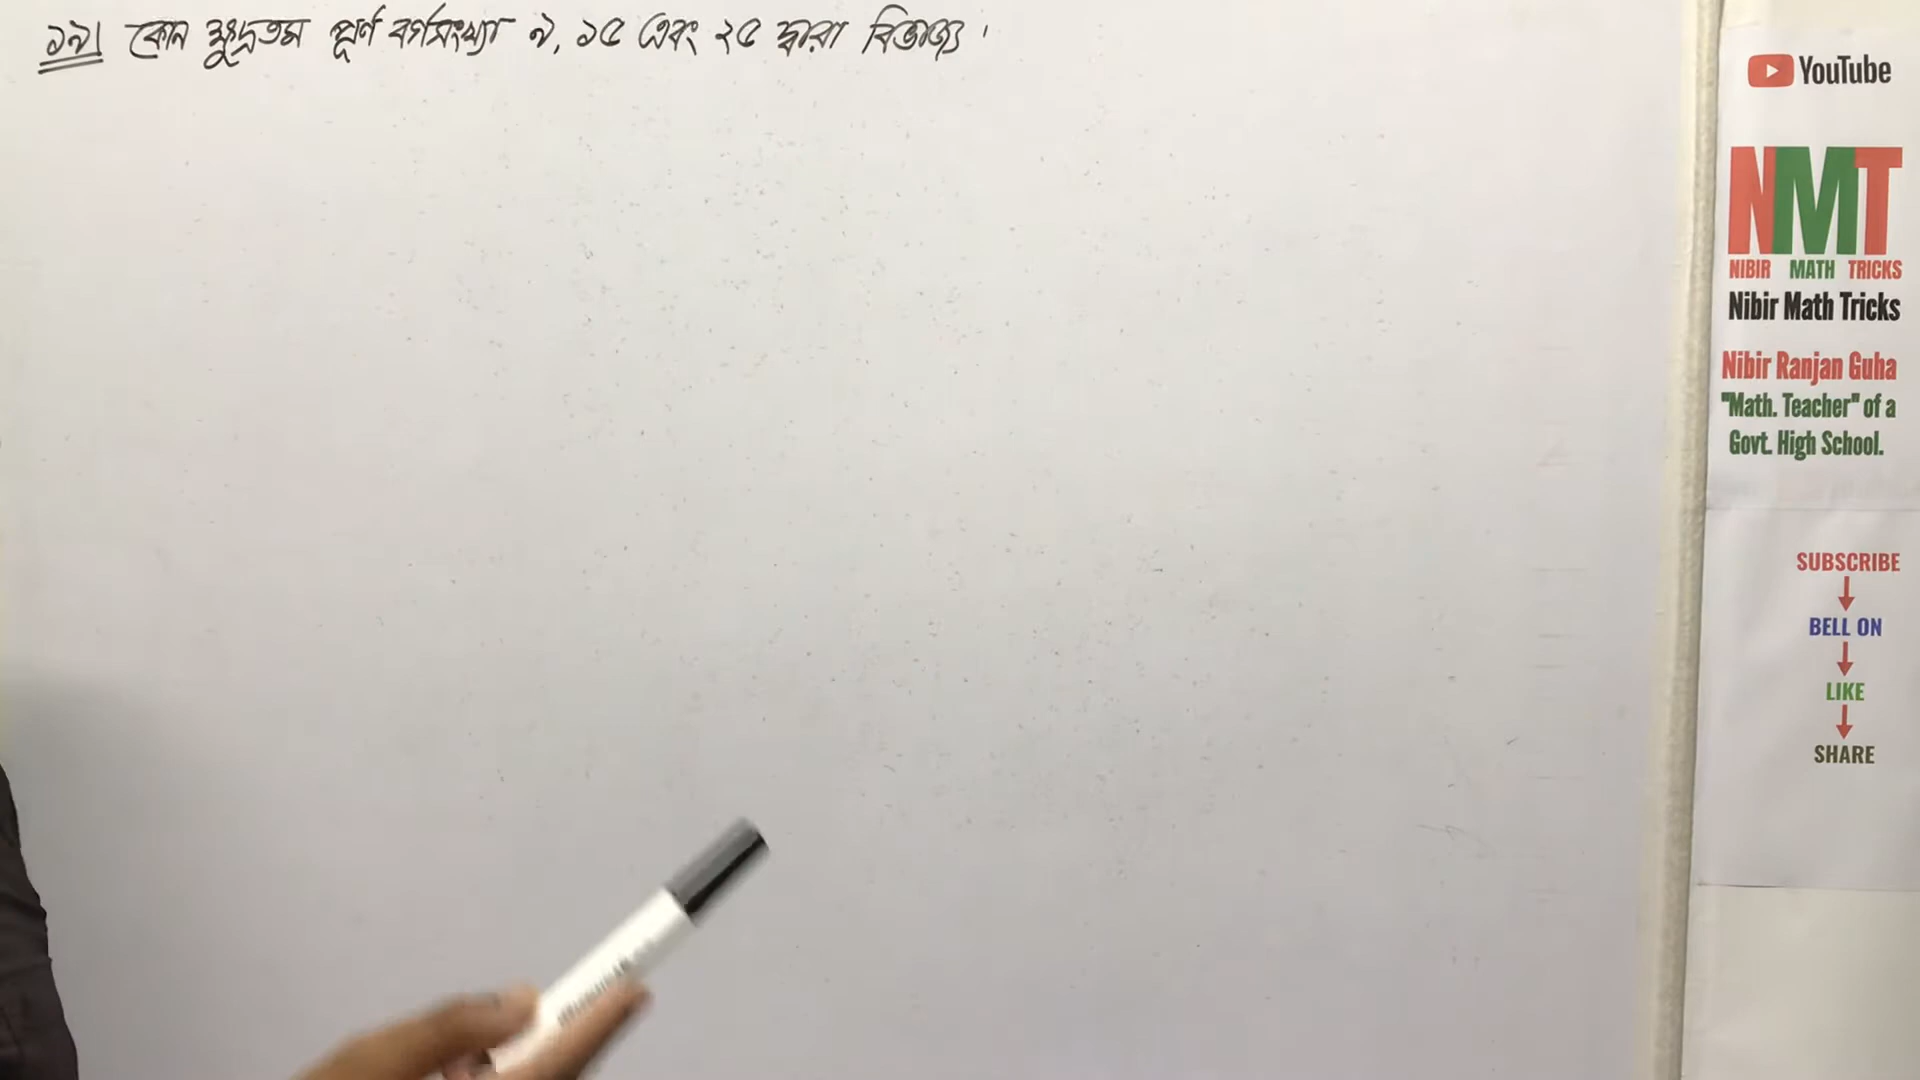 ১৯। কোন ক্ষুদ্রতম পূর্ণ বর্গসংখ্যা ৯, ১৫ এবং ২৫ দ্বারা বিভাজ্য।
YouTube
NMT
NIBIR MATH TRICKS
Nibir Math Tricks
Nibir Ranjan Guha
"Math. Teacher" of a
Govt. High School.
SUBSCRIBE
BELL ON
LIKE
SHARE